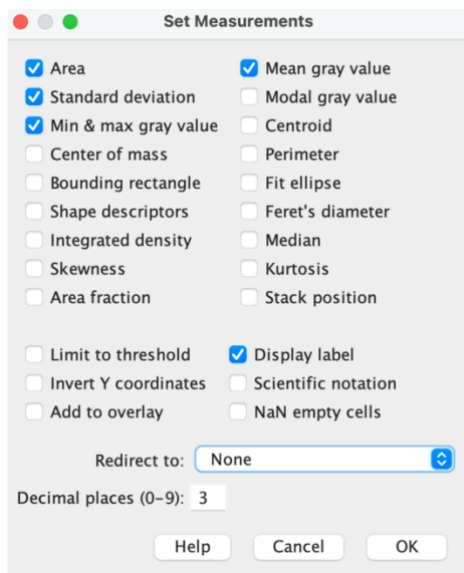 Set Measurements
Area Mean gray value
Standard deviation Modal gray value
Min & max gray value Centroid
Center of mass Perimeter
Bounding rectangle Fit ellipse
Shape descriptors Feret's diameter
Integrated density Median
Skewness Kurtosis
Area fraction Stack position
Limit to threshold Display label
Invert Y coordinates Scientific notation
Add to overlay NaN empty cells
Redirect to: None
Decimal places (0-9): 3
Help Cancel OK